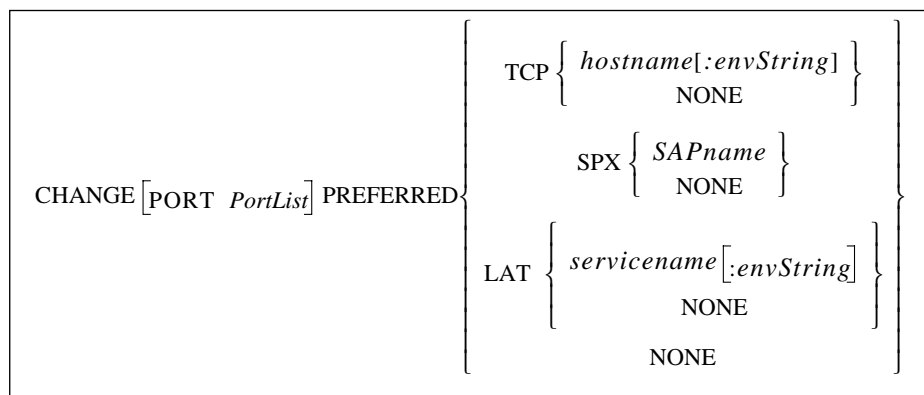 TCP { hostname[:envString] }
NONE
SPX { SAPname }
NONE
CHANGE [PORT PortList] PREFERRED
LAT { servicename[:envString] }
NONE
NONE